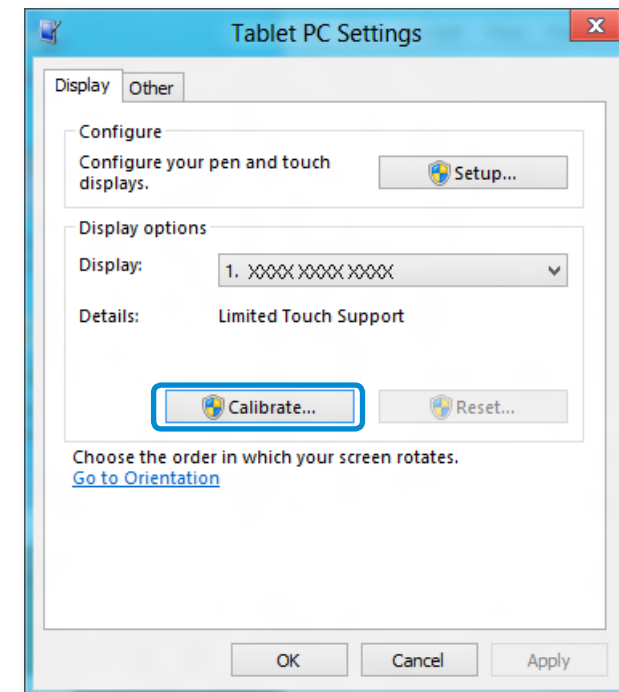 Tablet PC Settings
Display Other
Configure
Configure your pen and touch
displays.
Setup...
Display options
Display:
1. XXXX XXXX XXXX
Details:
Limited Touch Support
Calibrate...
Reset...
Choose the order in which your screen rotates.
Go to Orientation
OK
Cancel
Apply